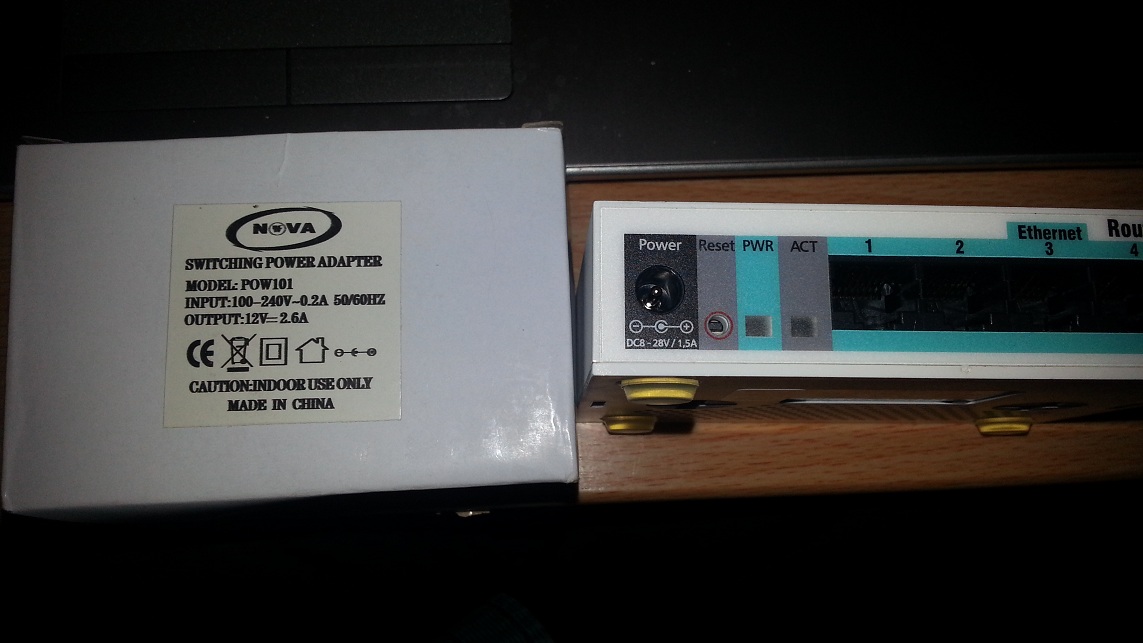 NOVA
SWITCHING POWER ADAPTER
MODEL: POW101
INPUT:100-240V~0.2A 50/60HZ
OUTPUT:12V⎓2.6A
CE
CAUTION:INDOOR USE ONLY
MADE IN CHINA
Power Reset PWR ACT 1 2 Ethernet 3 4 Rou
DC8-28V/1,5A